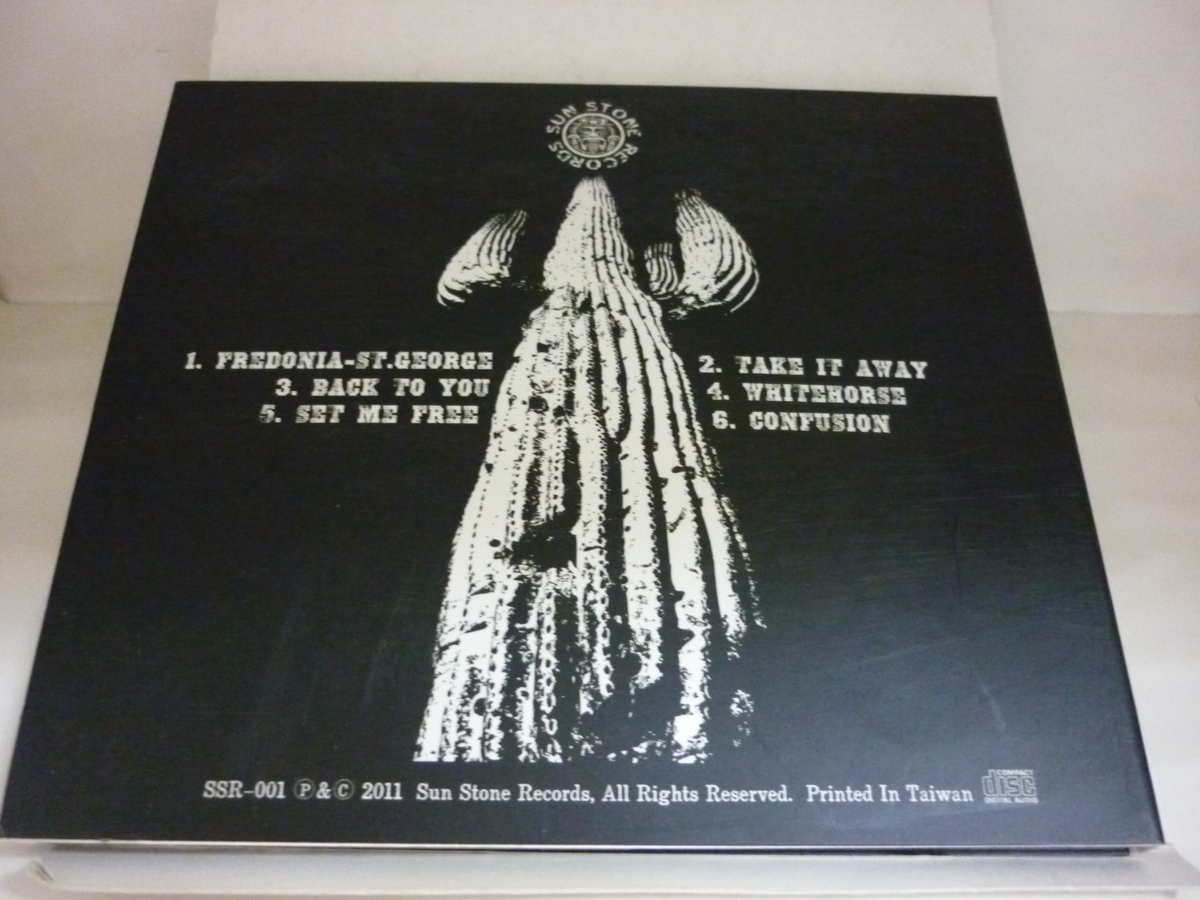 SUN STONE RECORDS
1. FREDONIA-ST.GEORGE
2. TAKE IT AWAY
3. BACK TO YOU
4. WHITEHORSE
5. SET ME FREE
6. CONFUSION
SSR-001 Ⓟ&Ⓒ 2011 Sun Stone Records, All Rights Reserved. Printed In Taiwan
COMPACT
disc
DIGITAL AUDIO